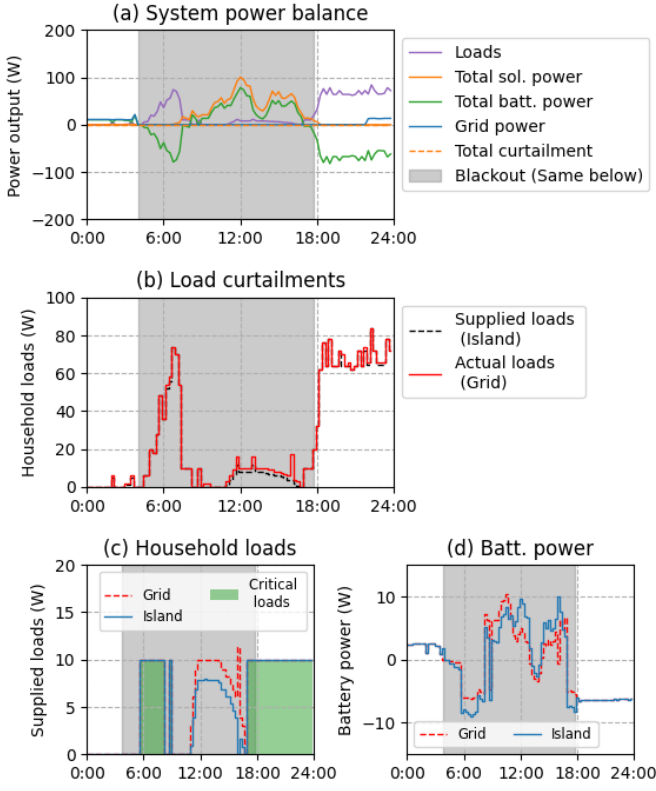 (a) System power balance
200
100
0
−100
−200
Power output (W)
0:00 6:00 12:00 18:00 24:00
Loads
Total sol. power
Total batt. power
Grid power
Total curtailment
Blackout (Same below)
(b) Load curtailments
100
80
60
40
20
0
Household loads (W)
0:00 6:00 12:00 18:00 24:00
Supplied loads
(Island)
Actual loads
(Grid)
(c) Household loads
20
15
10
5
0
Supplied loads (W)
0:00 6:00 12:00 18:00 24:00
Grid
Island
Critical
loads
(d) Batt. power
10
0
−10
Battery power (W)
0:00 6:00 12:00 18:00 24:00
Grid Island